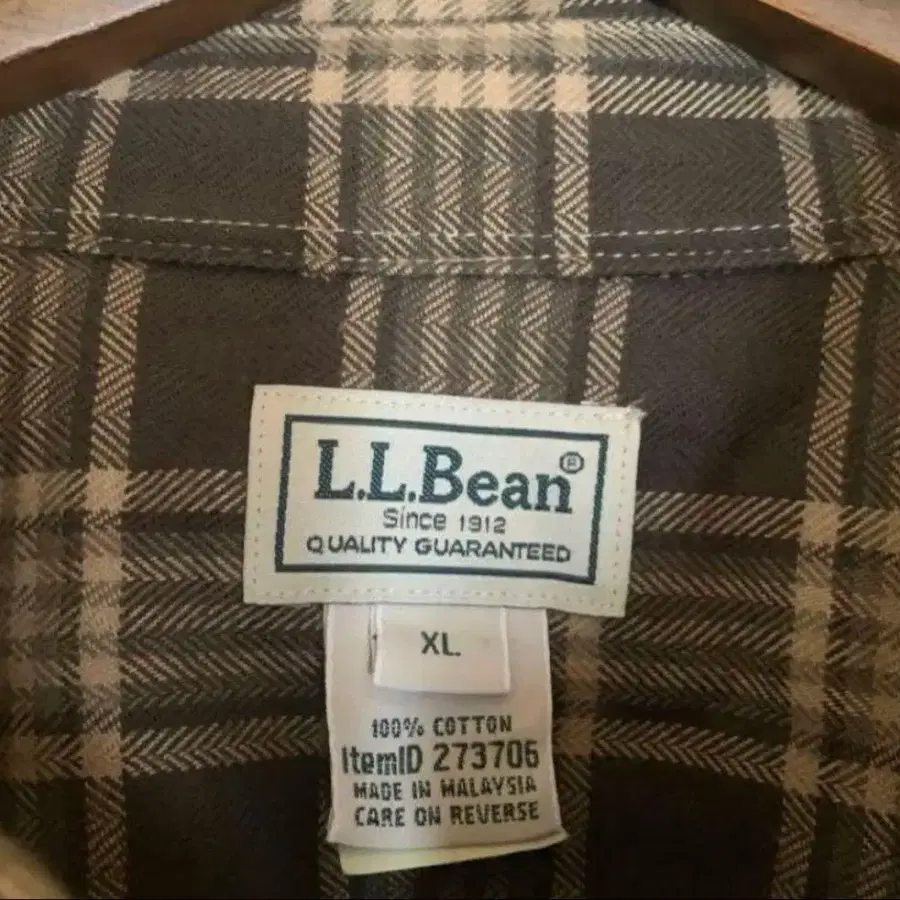 L.L.Bean®
Since 1912
QUALITY GUARANTEED
XL.
100% COTTON
ItemID 273706
MADE IN MALAYSIA
CARE ON REVERSE